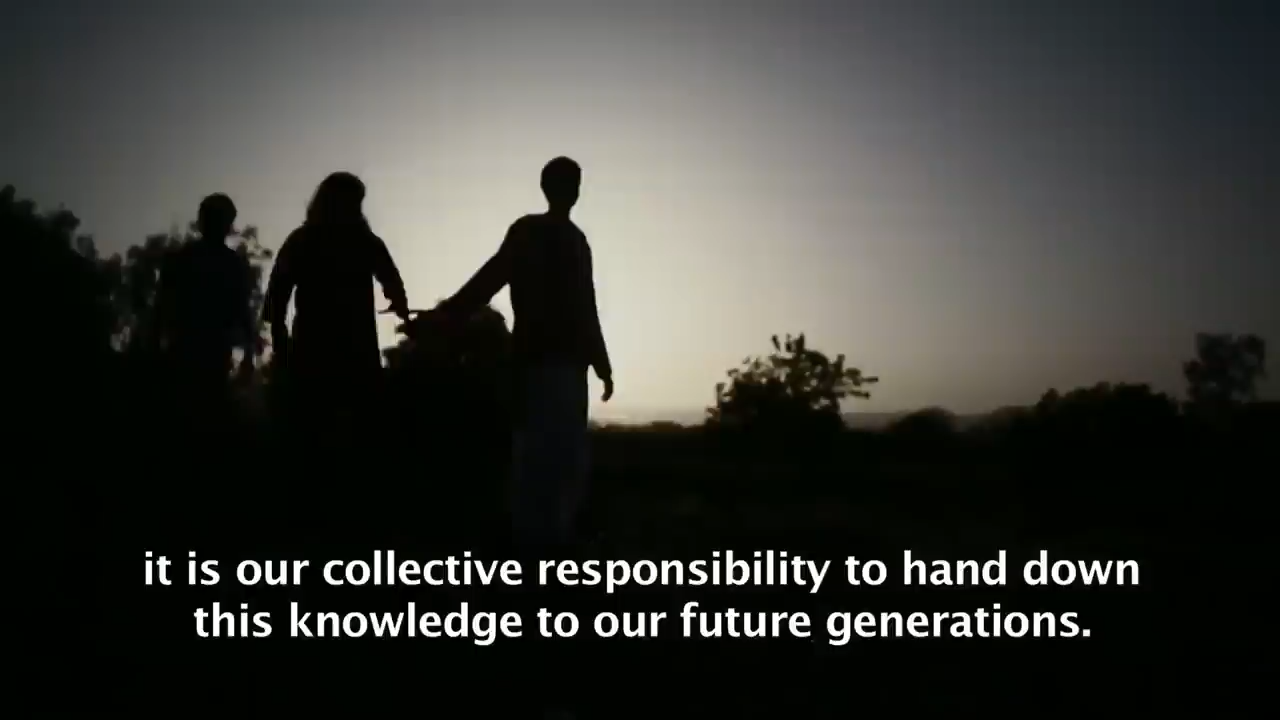 it is our collective responsibility to hand down
this knowledge to our future generations.